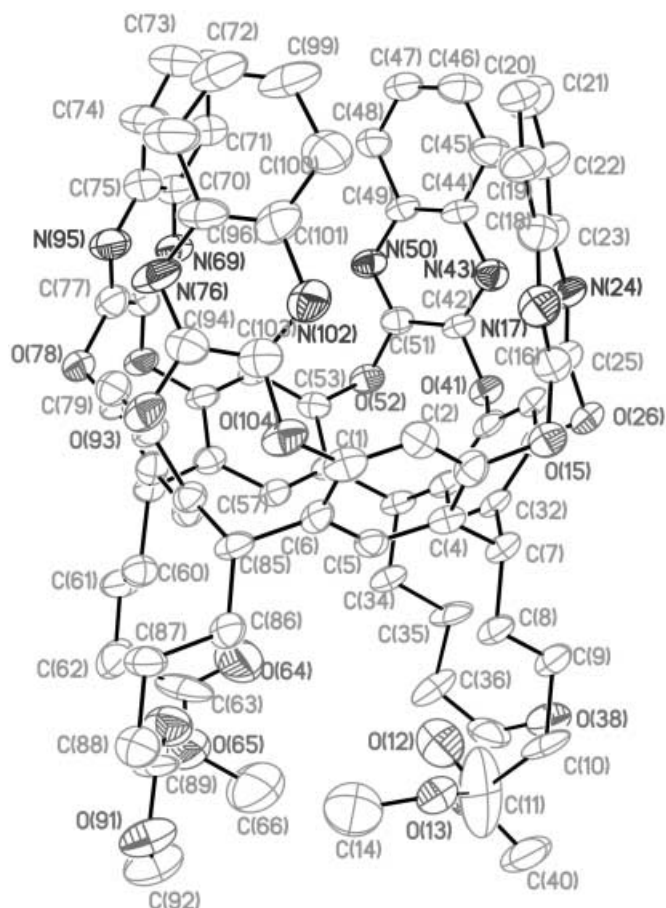 C(73)
C(72)
C(99)
C(47)
C(46)
C(20)
C(21)
C(74)
C(48)
C(45)
C(71)
C(100)
C(22)
C(75)
C(70)
C(49)
C(44)
C(19)
C(96)
C(18)
C(23)
C(101)
N(95)
N(69)
N(50)
N(43)
N(24)
N(76)
C(77)
C(42)
N(17)
C(94)
C(103)
N(102)
C(51)
C(16)
C(25)
O(78)
C(53)
O(41)
C(79)
O(52)
O(26)
O(93)
O(104)
C(2)
C(1)
O(15)
C(57)
C(32)
C(6)
C(4)
C(85)
C(5)
C(7)
C(61)
C(60)
C(34)
C(8)
C(86)
C(35)
C(9)
C(87)
C(62)
O(64)
C(36)
C(63)
O(38)
O(12)
C(88)
O(65)
C(10)
C(89)
C(11)
O(91)
C(66)
O(13)
C(14)
C(40)
C(92)